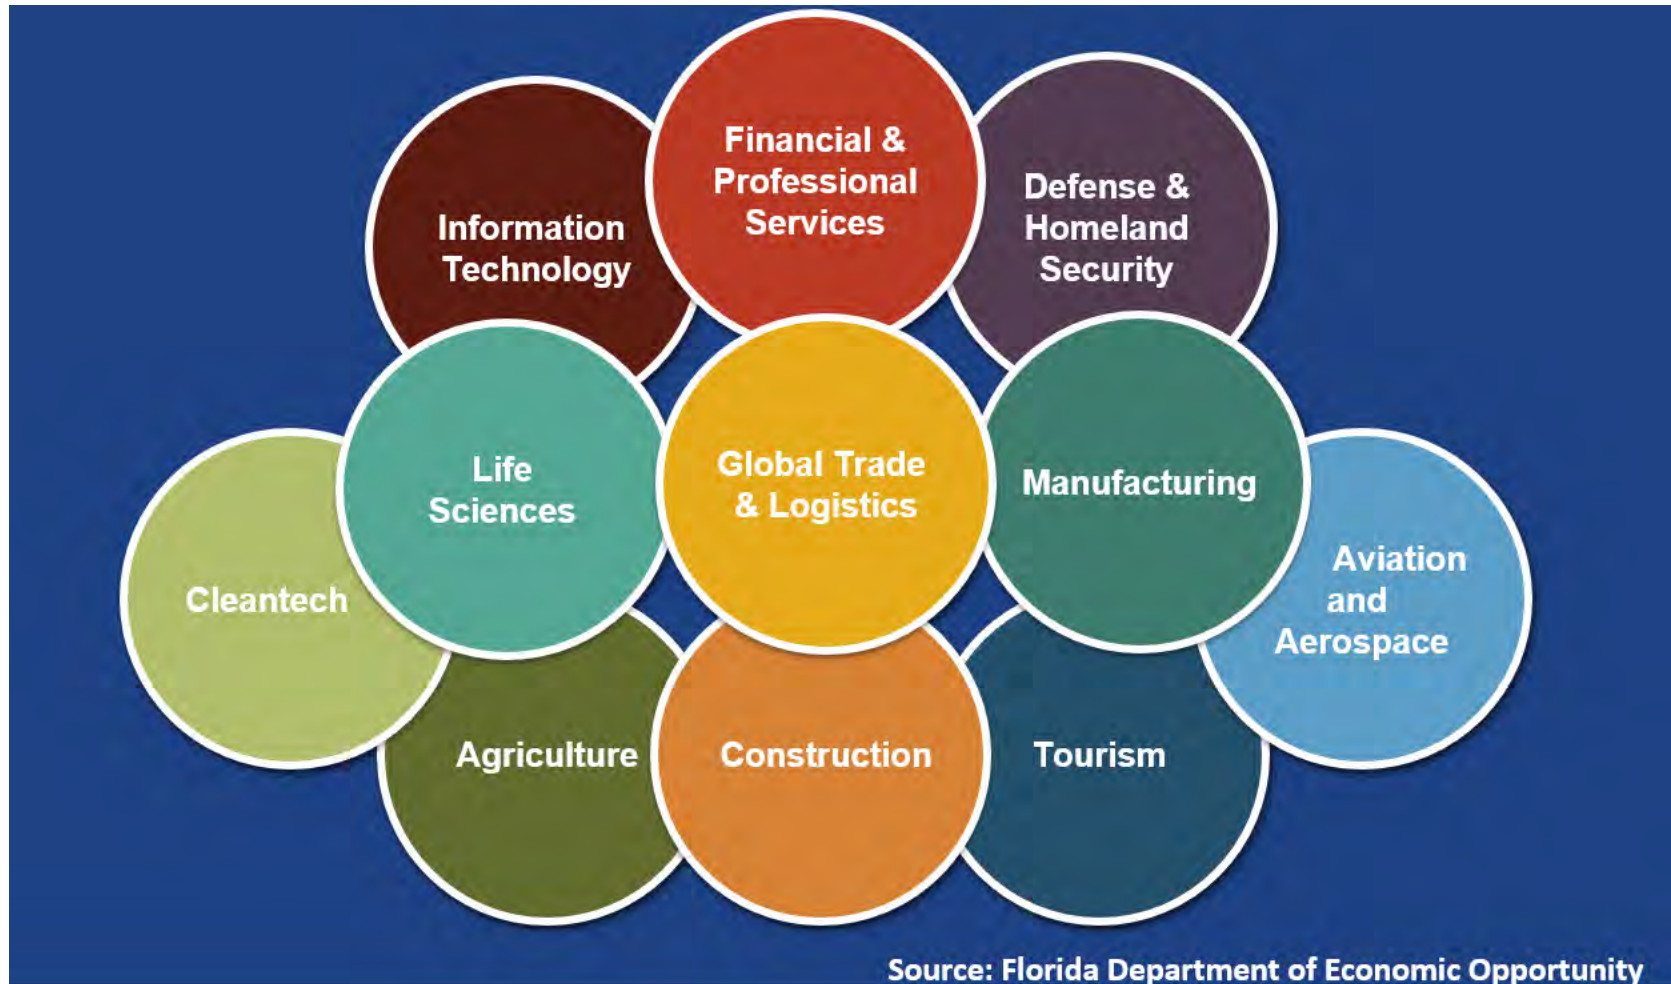 Financial &
Professional
Services
Information
Technology
Defense &
Homeland
Security
Life
Sciences
Global Trade
& Logistics
Manufacturing
Cleantech
Aviation
and
Aerospace
Agriculture
Construction
Tourism
Source: Florida Department of Economic Opportunity